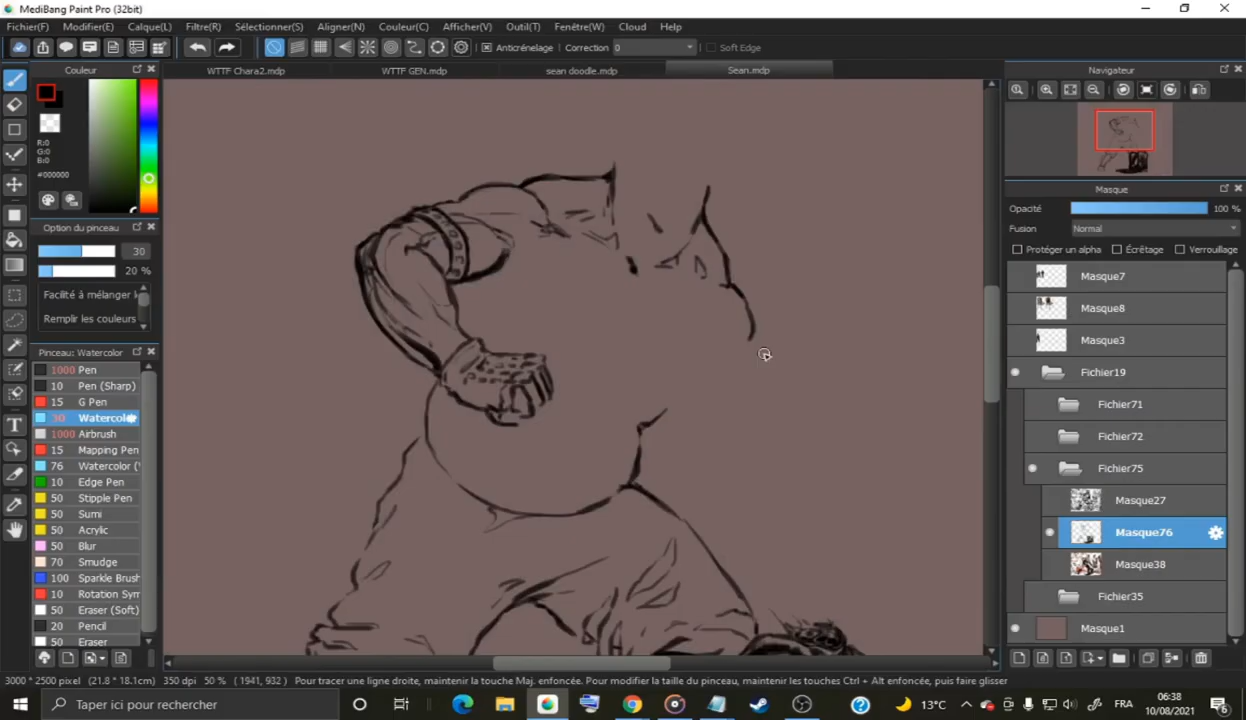 MediBang Paint Pro (32bit)
Fichier(F) Modifier(E) Calque(L) Filtre(R) Sélectionner(S) Aligner(N) Couleur(C) Afficher(V) Outil(T) Fenêtre(W) Cloud Help
Anticrénelage Correction 0 Soft Edge
Couleur
WTTF Chara2.mdp WTTF GEN.mdp sean doodle.mdp Sean.mdp
Navigateur
R:0
G:0
B:0
#000000
Masque
Opacité 100 %
Fusion Normal
Protéger un alpha Écrêtage Verrouillage
Option du pinceau
30
20 %
Facilité à mélanger l
Remplir les couleurs
Pinceau: Watercolor
1000 Pen
10 Pen (Sharp)
15 G Pen
30 Watercolo
1000 Airbrush
15 Mapping Pen
76 Watercolor (
10 Edge Pen
50 Stipple Pen
50 Sumi
50 Acrylic
50 Blur
70 Smudge
100 Sparkle Brush
10 Rotation Sym
50 Eraser (Soft)
20 Pencil
50 Eraser
Masque7
Masque8
Masque3
Fichier19
Fichier71
Fichier72
Fichier75
Masque27
Masque76
Masque38
Fichier35
Masque1
3000 * 2500 pixel (21.8 * 18.1cm) 350 dpi 50 % ( 1941, 932 ) Pour tracer une ligne droite, maintenir la touche Maj. enfoncée. Pour modifier la taille du pinceau, maintenir les touches Ctrl + Alt enfoncée, puis faire glisser
Taper ici pour rechercher
13°C
FRA
06:38
10/08/2021
6